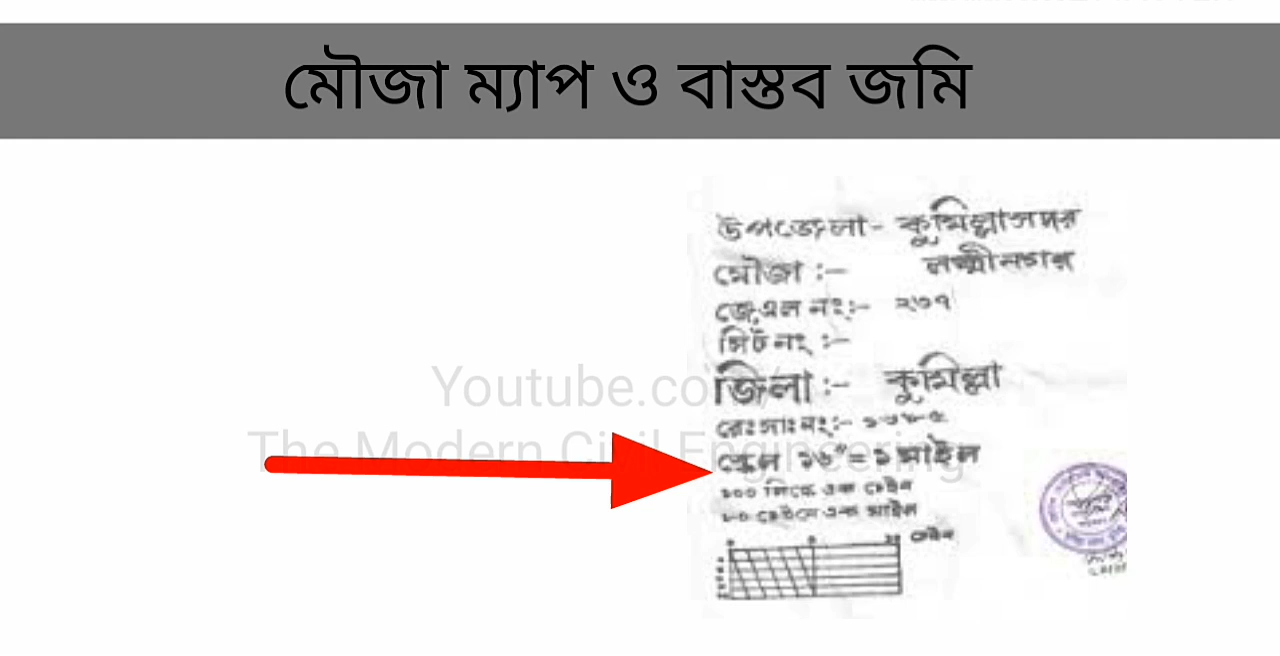 মৌজা ম্যাপ ও বাস্তব জমি
উপজেলা- কুমিল্লাসদর
মৌজা :- লক্ষ্মীনগর
জে,এল নং:- ২৩৭
সিট নং :-
জিলা :- কুমিল্লা
রেঃসাঃ নং:-
স্কেল ১৬"= ১ মাইল
১০০ লিংকে এক চেইন
৮০ চেইনে এক মাইল
চেইন
Youtube.com/
The Modern Civil Engineering